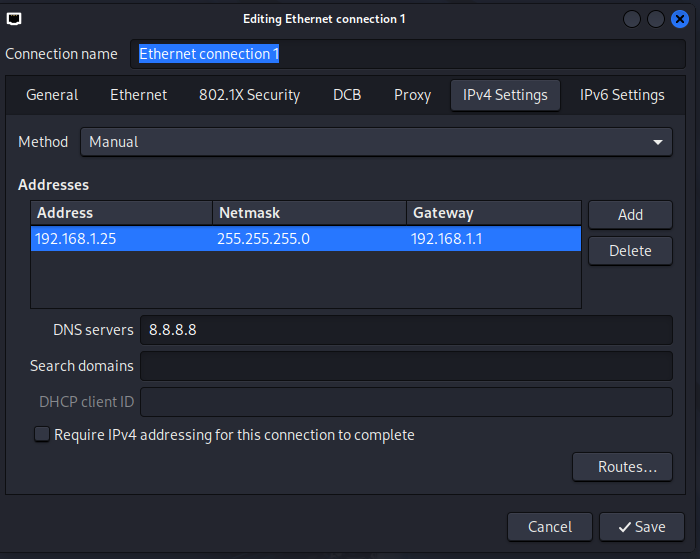 Editing Ethernet connection 1
Connection name Ethernet connection 1
General Ethernet 802.1X Security DCB Proxy IPv4 Settings IPv6 Settings
Method Manual
Addresses
Address Netmask Gateway
Add
192.168.1.25 255.255.255.0 192.168.1.1
Delete
DNS servers 8.8.8.8
Search domains
DHCP client ID
Require IPv4 addressing for this connection to complete
Routes...
Cancel Save